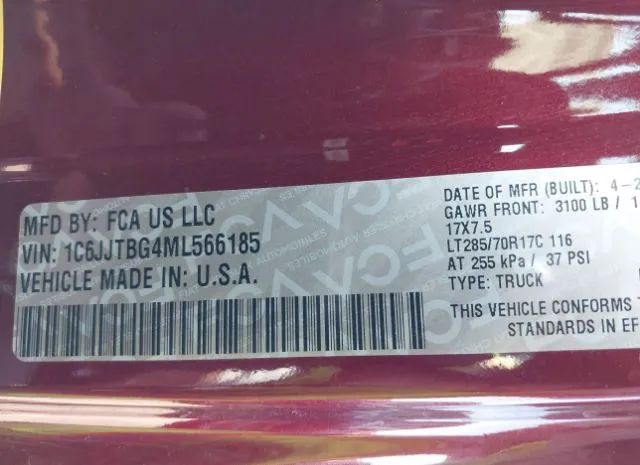 MFD BY: FCA US LLC
VIN: 1C6JJTBG4ML566185
VEHICLE MADE IN: U.S.A.
DATE OF MFR (BUILT): 4-2
GAWR FRONT: 3100 LB / 1
17X7.5
LT285/70R17C 116
AT 255 kPa / 37 PSI
TYPE: TRUCK
THIS VEHICLE CONFORMS
STANDARDS IN EF